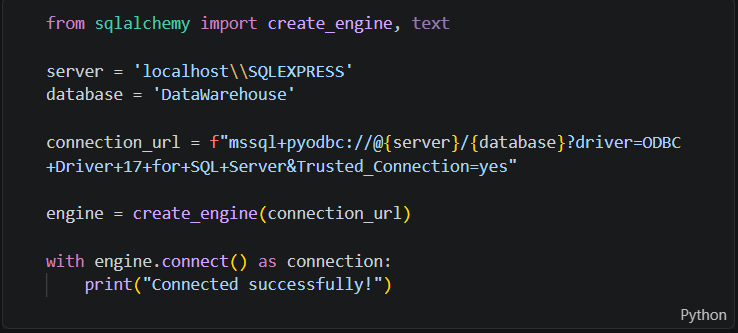 from sqlalchemy import create_engine, text
server = 'localhost\\SQLEXPRESS'
database = 'DataWarehouse'
connection_url = f"mssql+pyodbc://@{server}/{database}?driver=ODBC
+Driver+17+for+SQL+Server&Trusted_Connection=yes"
engine = create_engine(connection_url)
with engine.connect() as connection:
    print("Connected successfully!")
Python